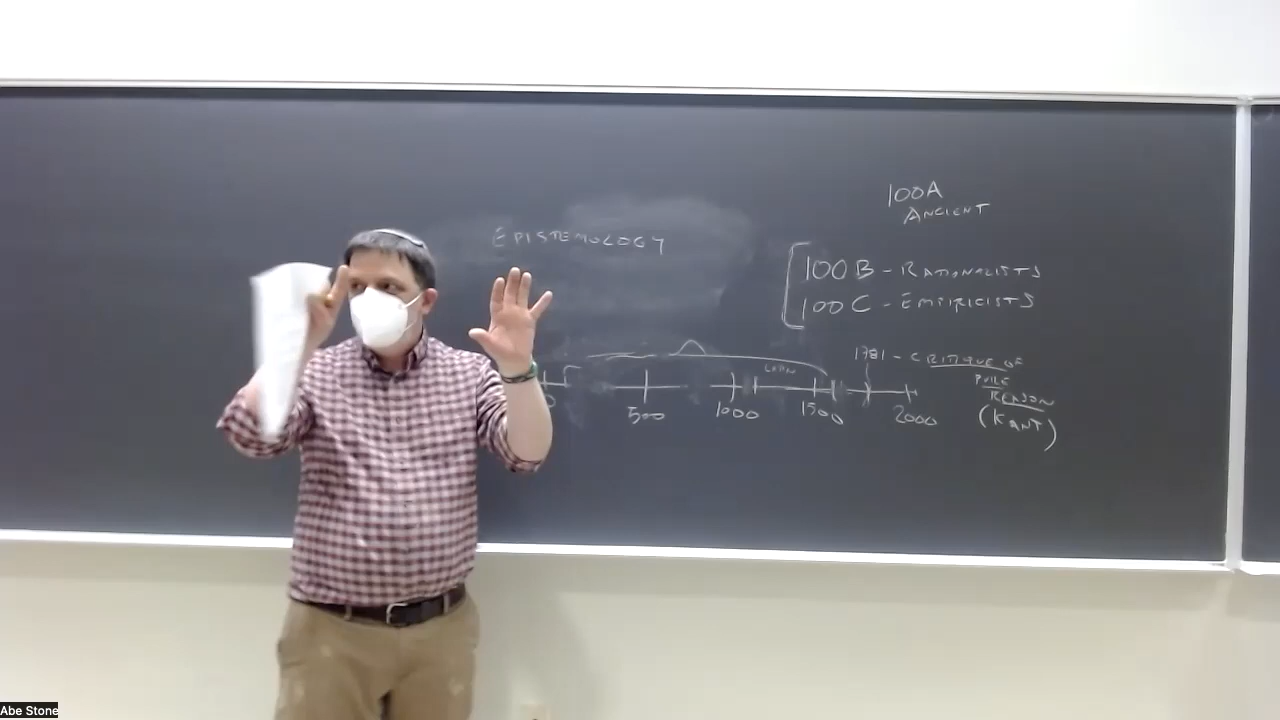 100A
ANCIENT
EPISTEMOLOGY
100B - RATIONALISTS
100C - EMPIRICISTS
1781 - CRITIQUE OF
PURE
REASON
(KANT)
0 500 1000 1500 2000
Abe Stone